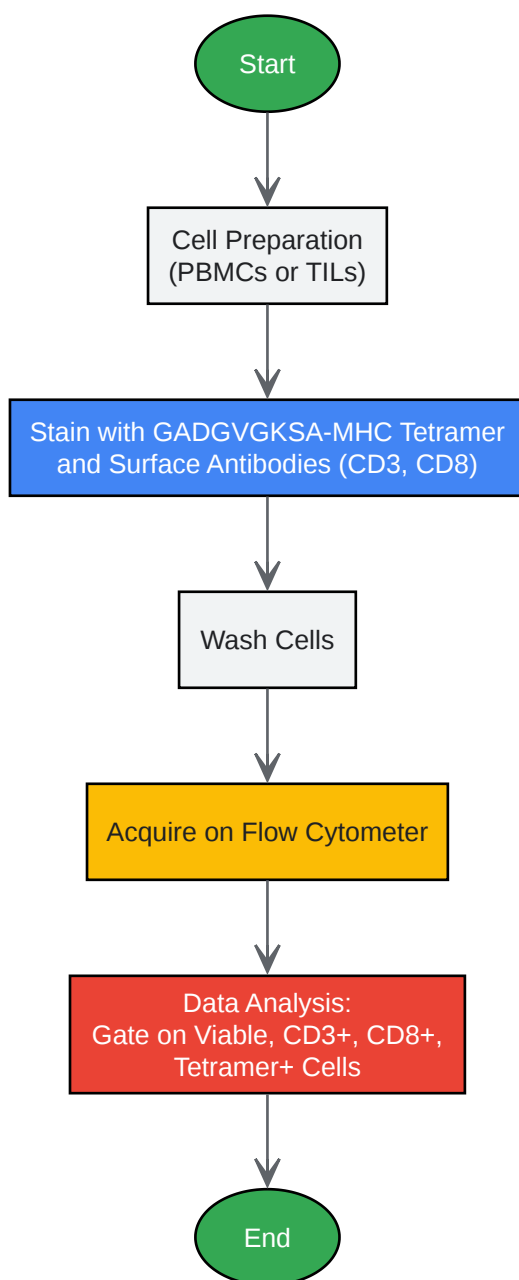 Start
Cell Preparation
(PBMCs or TILs)
Stain with GADGVGKSA-MHC Tetramer
and Surface Antibodies (CD3, CD8)
Wash Cells
Acquire on Flow Cytometer
Data Analysis:
Gate on Viable, CD3+, CD8+,
Tetramer+ Cells
End